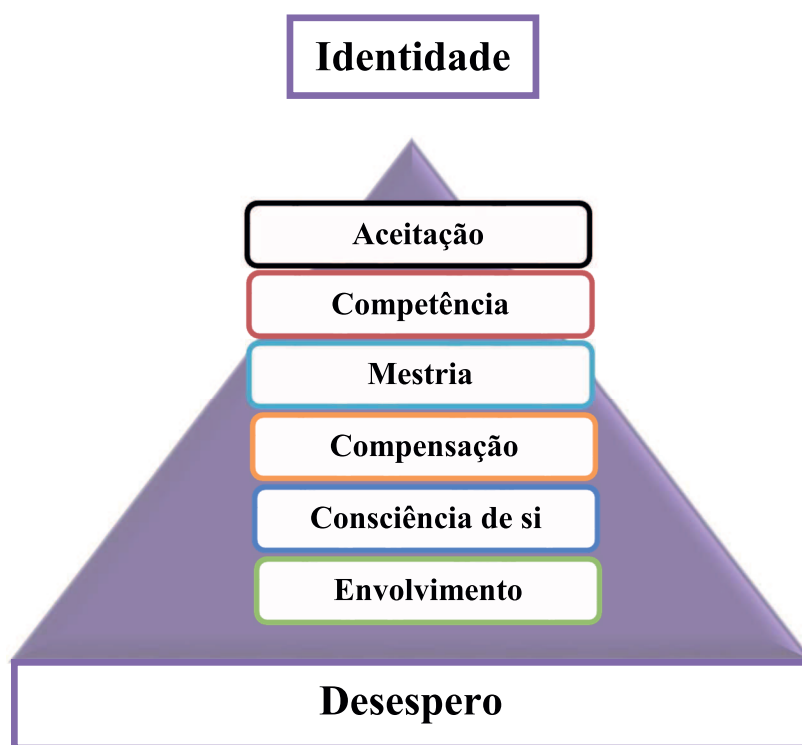 Identidade
Aceitação
Competência
Mestria
Compensação
Consciência de si
Envolvimento
Desespero